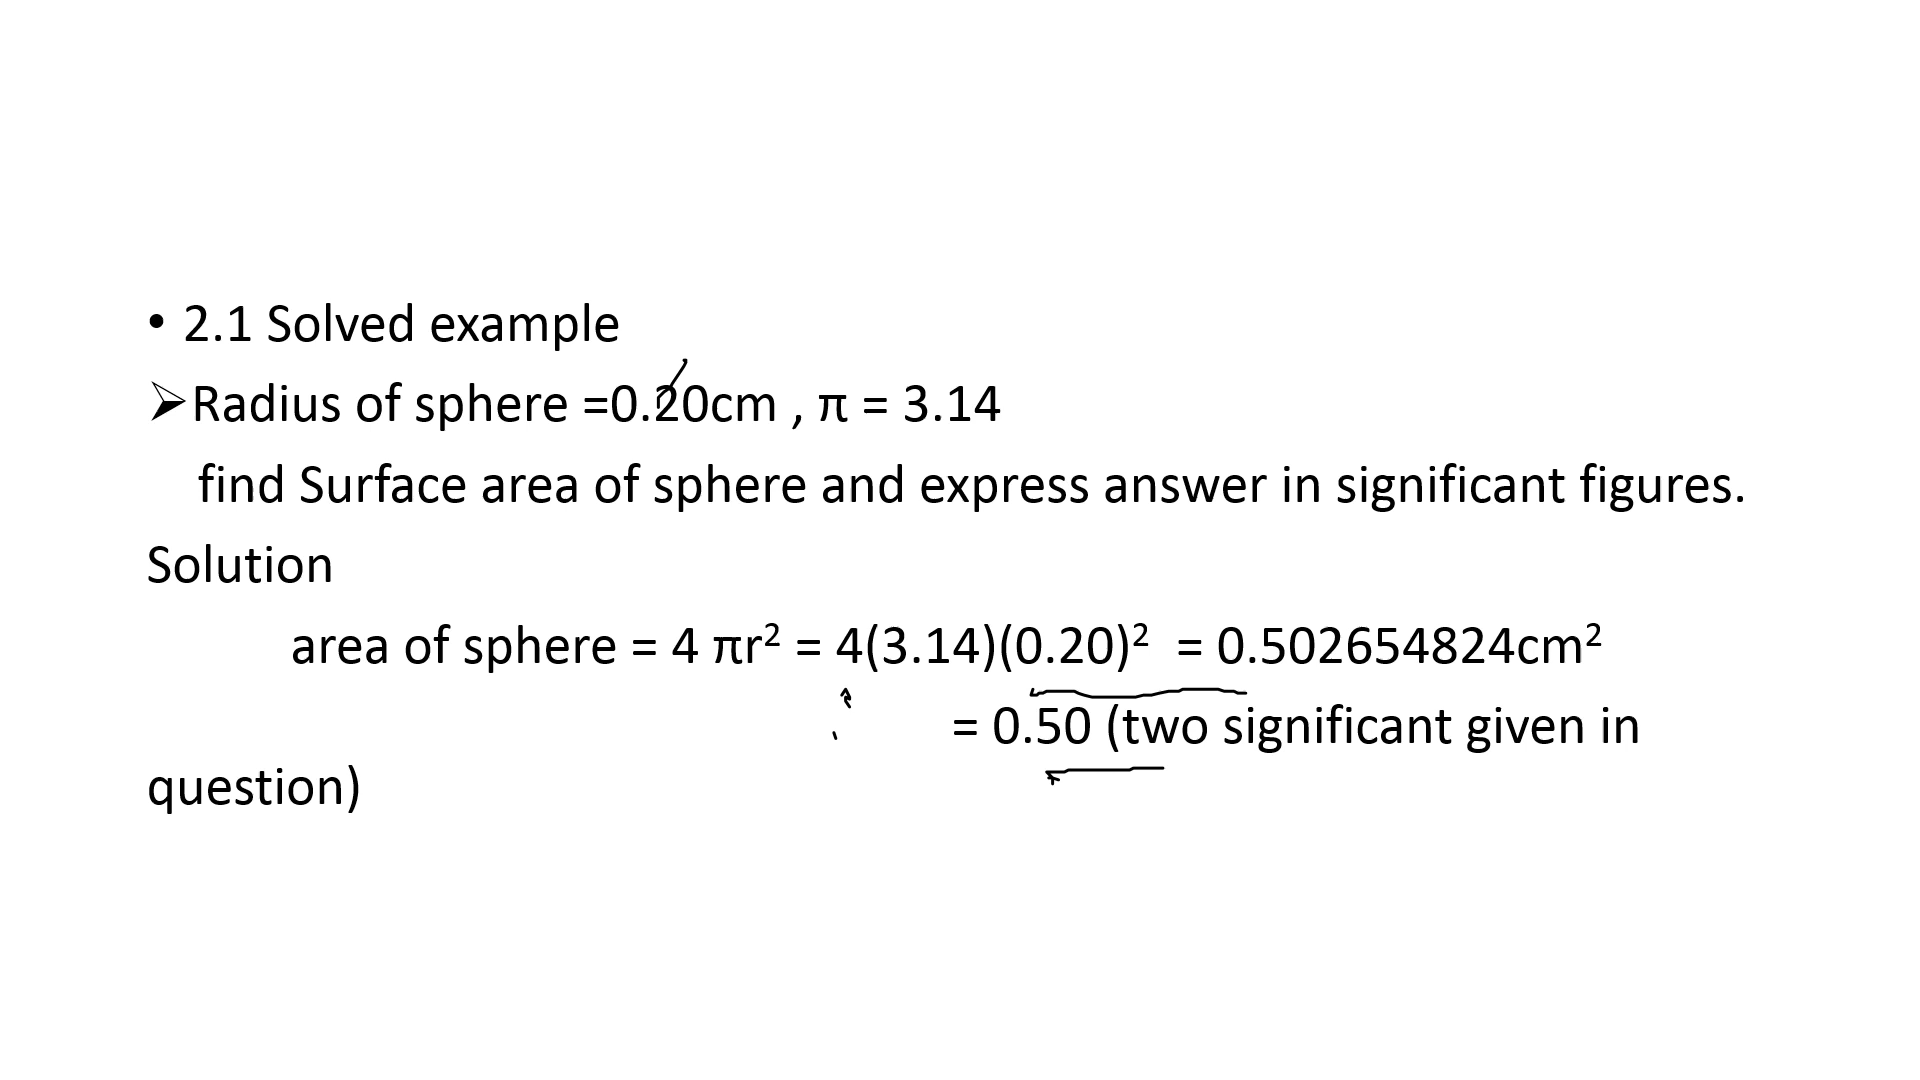 • 2.1 Solved example
➢Radius of sphere =0.20cm , π = 3.14
find Surface area of sphere and express answer in significant figures.
Solution
area of sphere = 4 πr² = 4(3.14)(0.20)² = 0.502654824cm²
= 0.50 (two significant given in
question)